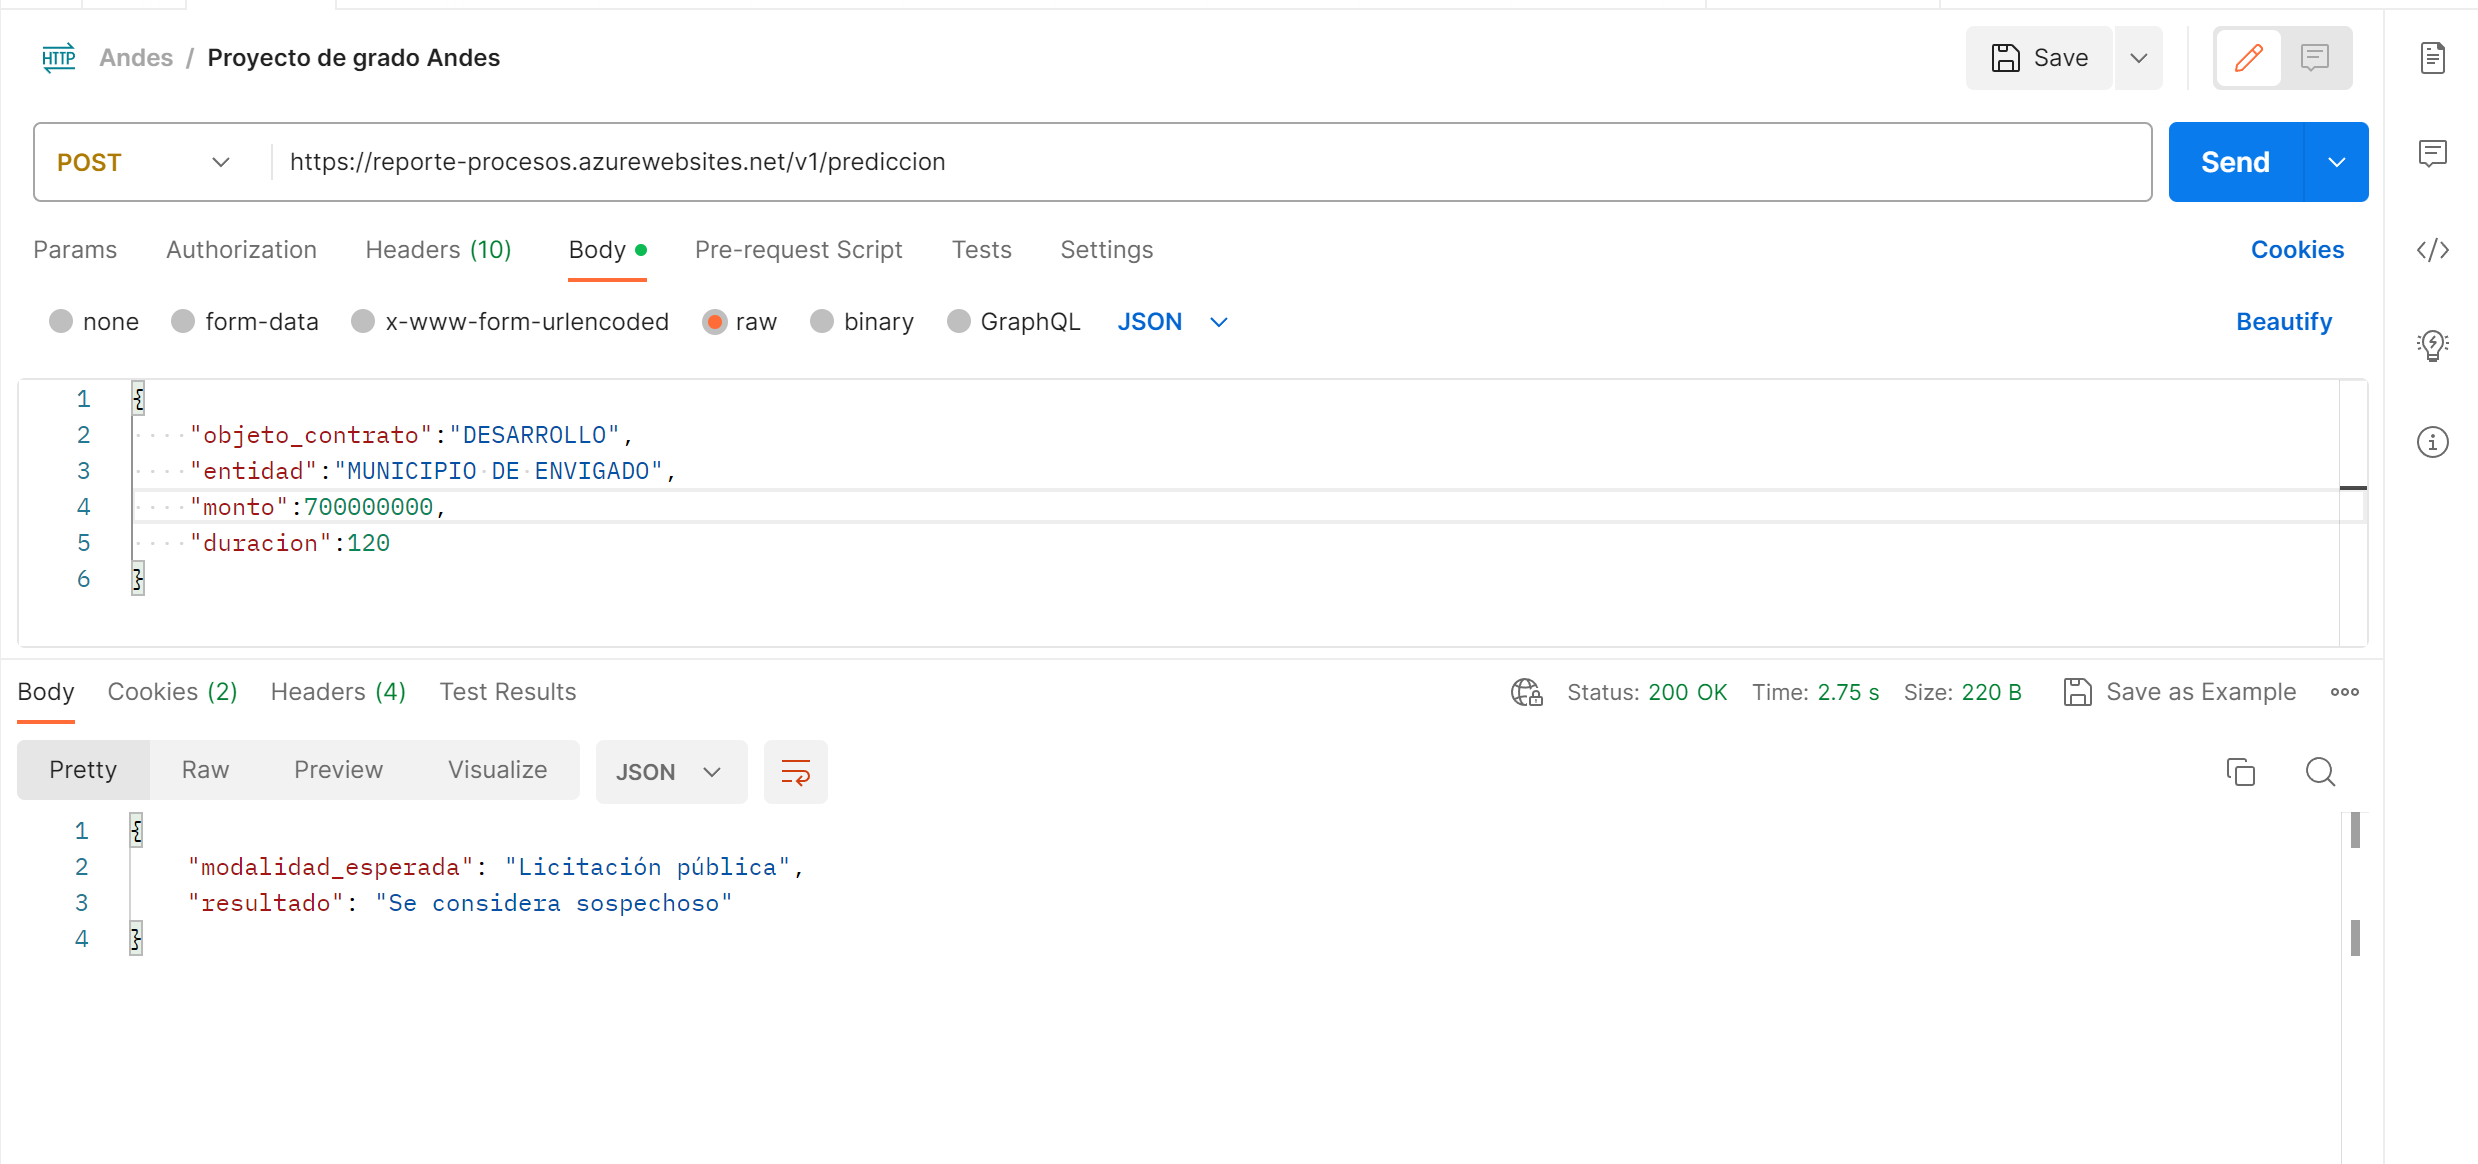 HTTP Andes / Proyecto de grado Andes Save
POST https://reporte-procesos.azurewebsites.net/v1/prediccion Send
Params Authorization Headers (10) Body Pre-request Script Tests Settings Cookies
none form-data x-www-form-urlencoded raw binary GraphQL JSON Beautify
1 {
2 "objeto_contrato":"DESARROLLO",
3 "entidad":"MUNICIPIO DE ENVIGADO",
4 "monto":700000000,
5 "duracion":120
6 }
Body Cookies (2) Headers (4) Test Results Status: 200 OK Time: 2.75 s Size: 220 B Save as Example
Pretty Raw Preview Visualize JSON
1 {
2 "modalidad_esperada": "Licitación pública",
3 "resultado": "Se considera sospechoso"
4 }